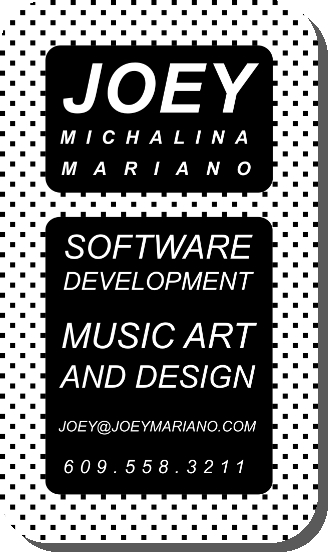 JOEY
MICHALINA
MARIANO
SOFTWARE
DEVELOPMENT
MUSIC ART
AND DESIGN
JOEY@JOEYMARIANO.COM
609.558.3211